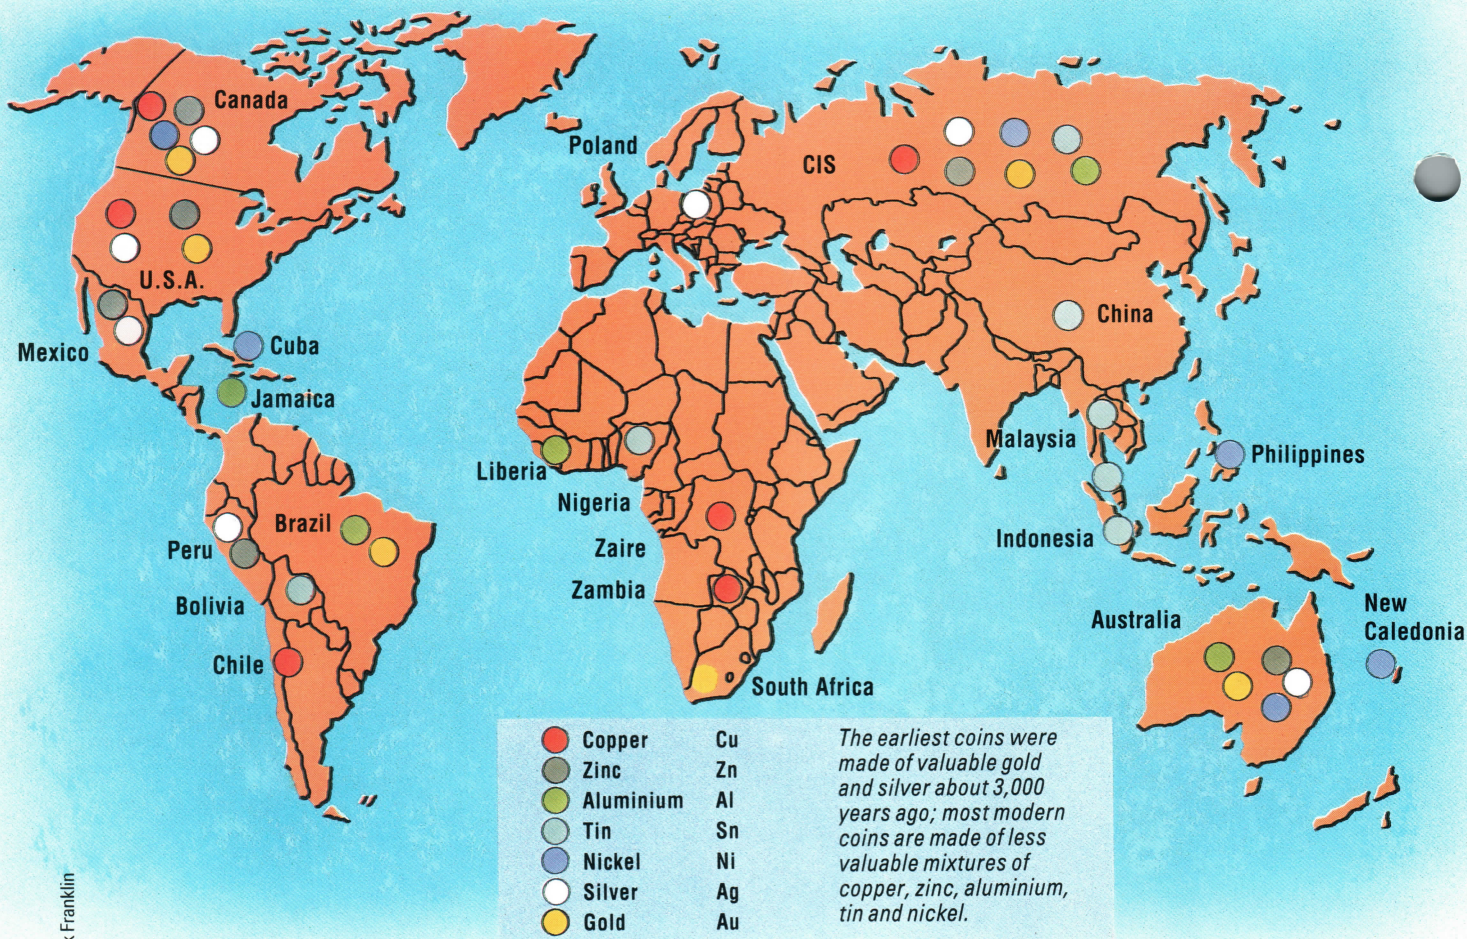 Canada
Poland
CIS
U.S.A.
China
Mexico
Cuba
Jamaica
Malaysia
Philippines
Liberia
Nigeria
Brazil
Peru
Zaire
Indonesia
Zambia
Bolivia
Australia
New
Caledonia
Chile
South Africa
Copper Cu
Zinc Zn
Aluminium Al
Tin Sn
Nickel Ni
Silver Ag
Gold Au
The earliest coins were
made of valuable gold
and silver about 3,000
years ago; most modern
coins are made of less
valuable mixtures of
copper, zinc, aluminium,
tin and nickel.
Franklin